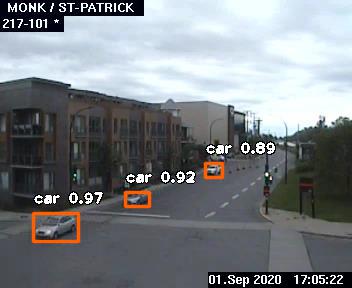 MONK / ST-PATRICK
217-101 *
car 0.89
car 0.92
car 0.97
01.Sep 2020 17:05:22